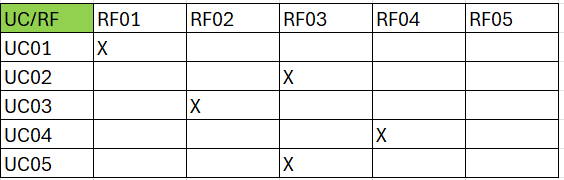 UC/RF RF01 RF02 RF03 RF04 RF05
UC01 X
UC02 X
UC03 X
UC04 X
UC05 X